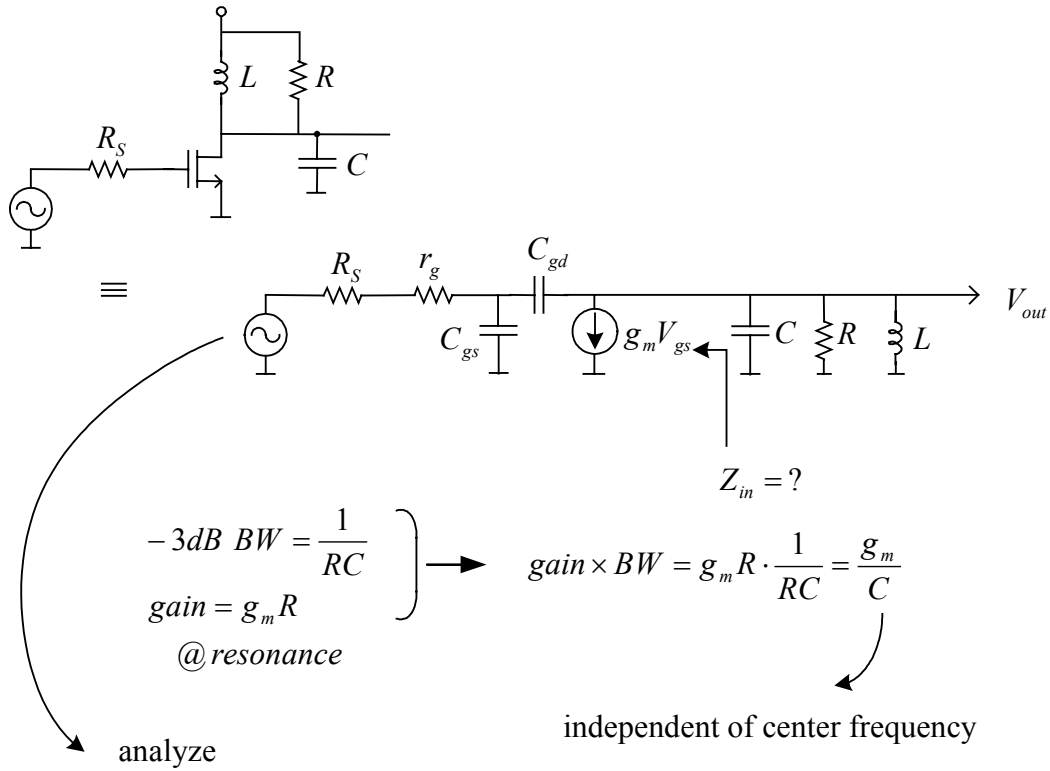 L R
R_S
C
≡
R_S r_g C_gd
C_gs g_m V_gs C R L V_out
Z_in = ?
−3dB BW = 1/RC
gain = g_m R
@ resonance
gain × BW = g_m R · 1/RC = g_m/C
independent of center frequency
analyze